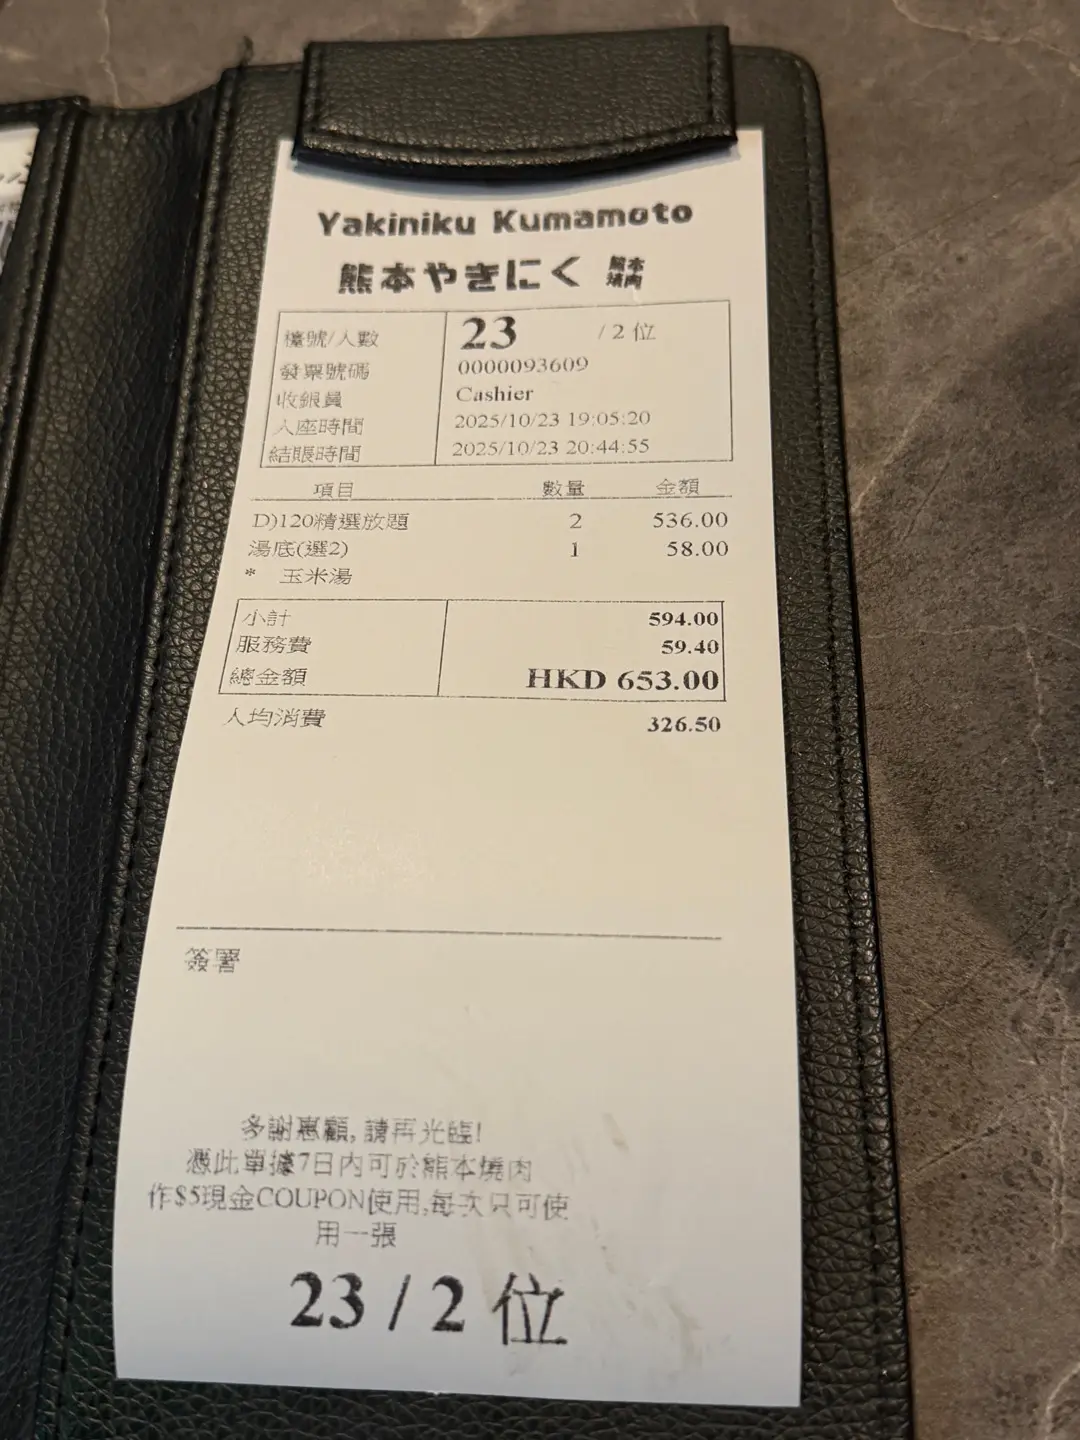 Yakiniku Kumamoto
熊本やきにく 熊本焼肉
檯號/人數 23 / 2 位
發票號碼 0000093609
收銀員 Cashier
入座時間 2025/10/23 19:05:20
結賬時間 2025/10/23 20:44:55
項目 數量 金額
D)120精選放題 2 536.00
湯底(選2) 1 58.00
* 玉米湯
小計 594.00
服務費 59.40
總金額 HKD 653.00
人均消費 326.50
簽署
多謝惠顧, 請再光臨!
憑此單據7日內可於熊本燒肉
作$5現金COUPON使用,每次只可使
用一張
23 / 2 位